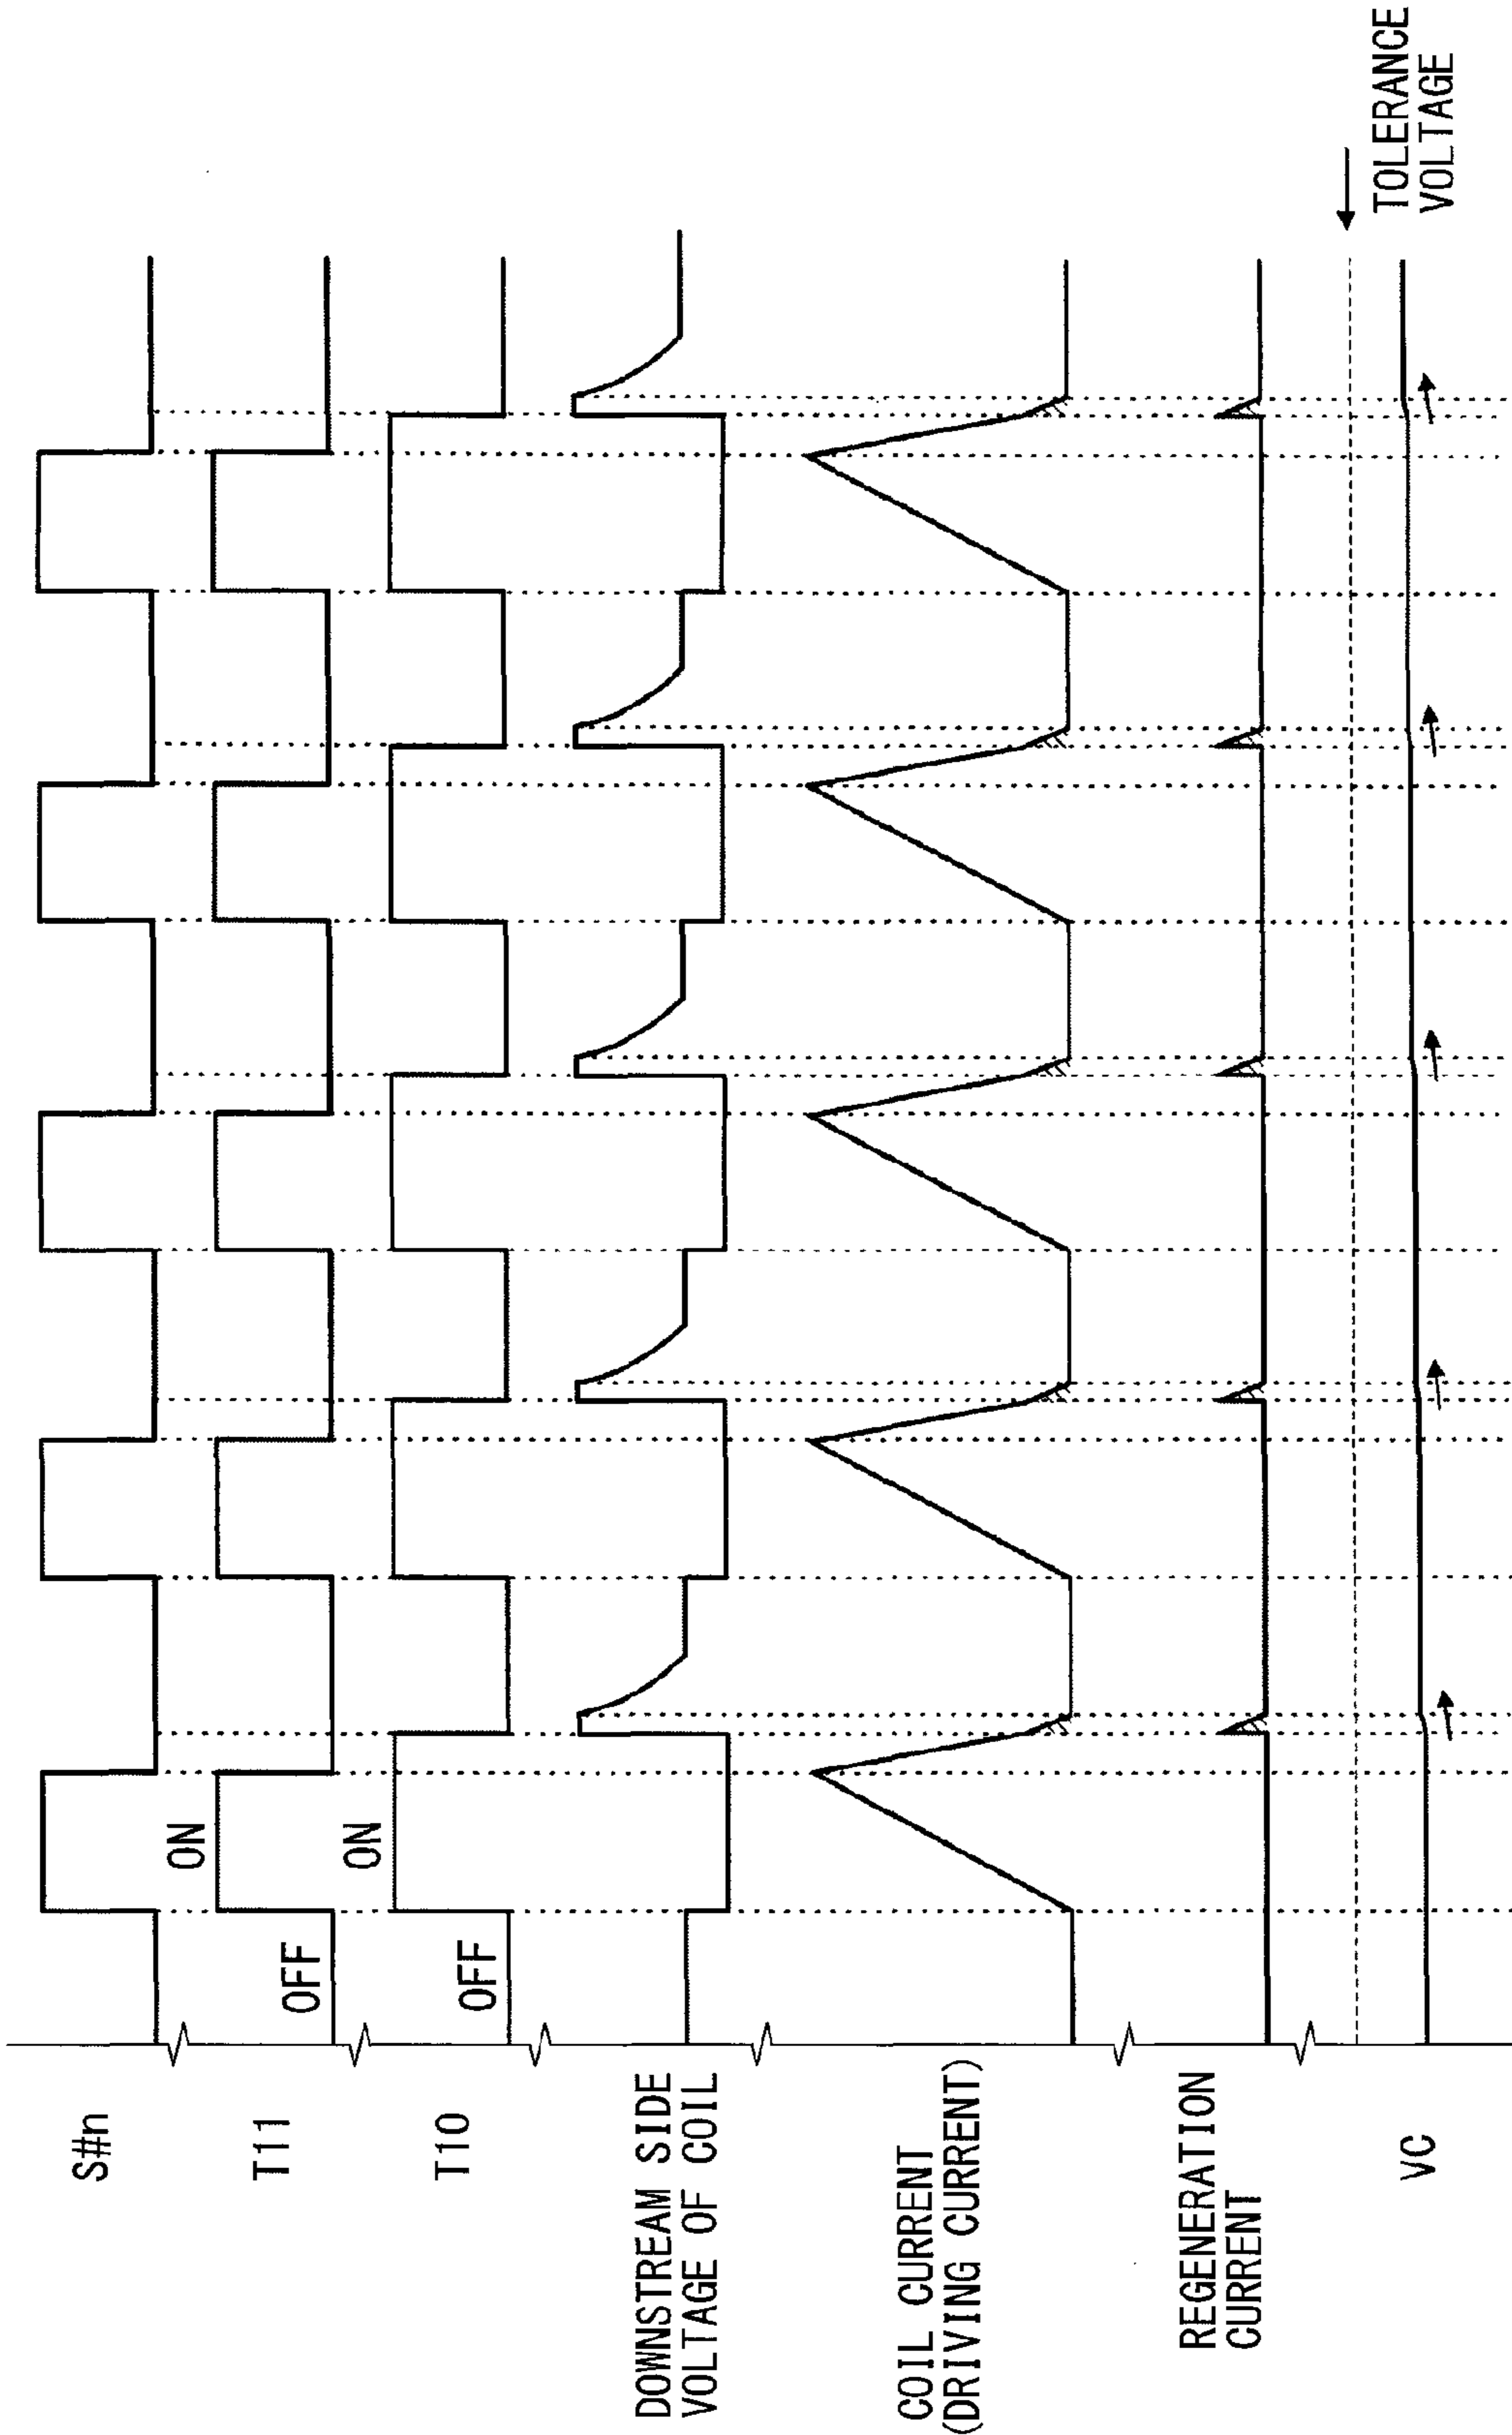 S#n
T11
ON
OFF
T10
ON
OFF
DOWNSTREAM SIDE
VOLTAGE OF COIL
COIL CURRENT
(DRIVING CURRENT)
REGENERATION
CURRENT
VC
TOLERANCE
VOLTAGE